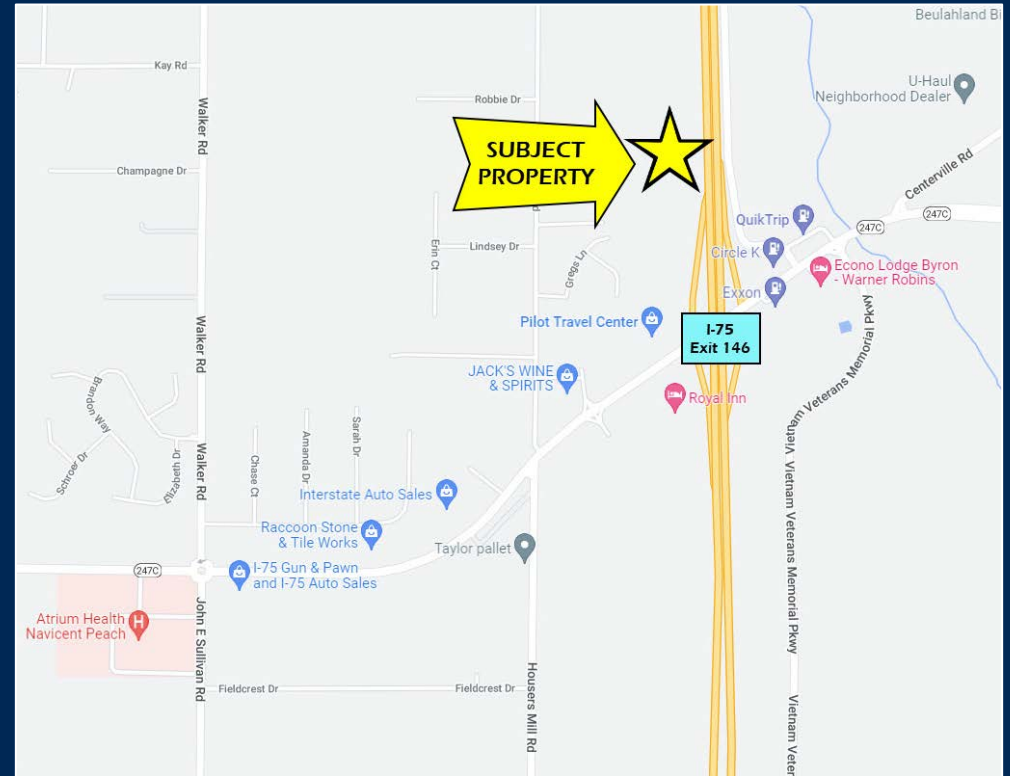 Beulahland Bi
Kay Rd
U-Haul
Neighborhood Dealer
Robbie Dr
Walker Rd
SUBJECT
PROPERTY
Champagne Dr
Centerville Rd
247C
QuikTrip
247C
Erin Ct
Lindsey Dr
Gregs Ln
Circle K
Econo Lodge Byron
- Warner Robins
Exxon
Pilot Travel Center
I-75
Exit 146
Walker Rd
JACK'S WINE
& SPIRITS
Royal Inn
Vietnam Veterans Memorial Pkwy
Brandon Way
Schroer Dr
Elizabeth Dr
Walker Rd
Chase Ct
Amanda Dr
Sarah Dr
Interstate Auto Sales
Raccoon Stone
& Tile Works
Taylor pallet
Vietnam Veterans Memorial Pkwy
247C
I-75 Gun & Pawn
and I-75 Auto Sales
Atrium Health
Navicent Peach
John E Sullivan Rd
Fieldcrest Dr
Fieldcrest Dr
Housers Mill Rd
Vietnam Veter